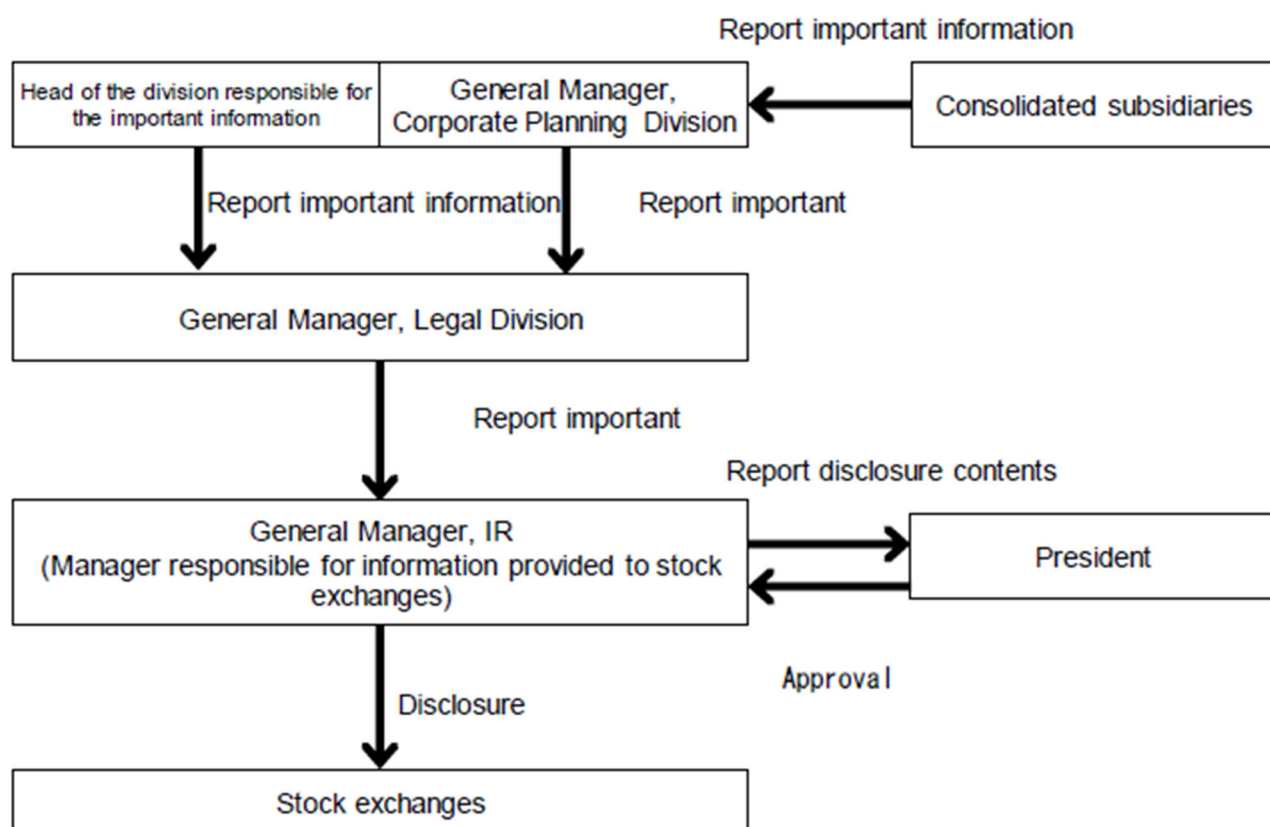 Report important information
Head of the division responsible for
the important information
General Manager,
Corporate Planning Division
Consolidated subsidiaries
Report important information
Report important
General Manager, Legal Division
Report important
Report disclosure contents
General Manager, IR
(Manager responsible for information provided to stock
exchanges)
President
Approval
Disclosure
Stock exchanges